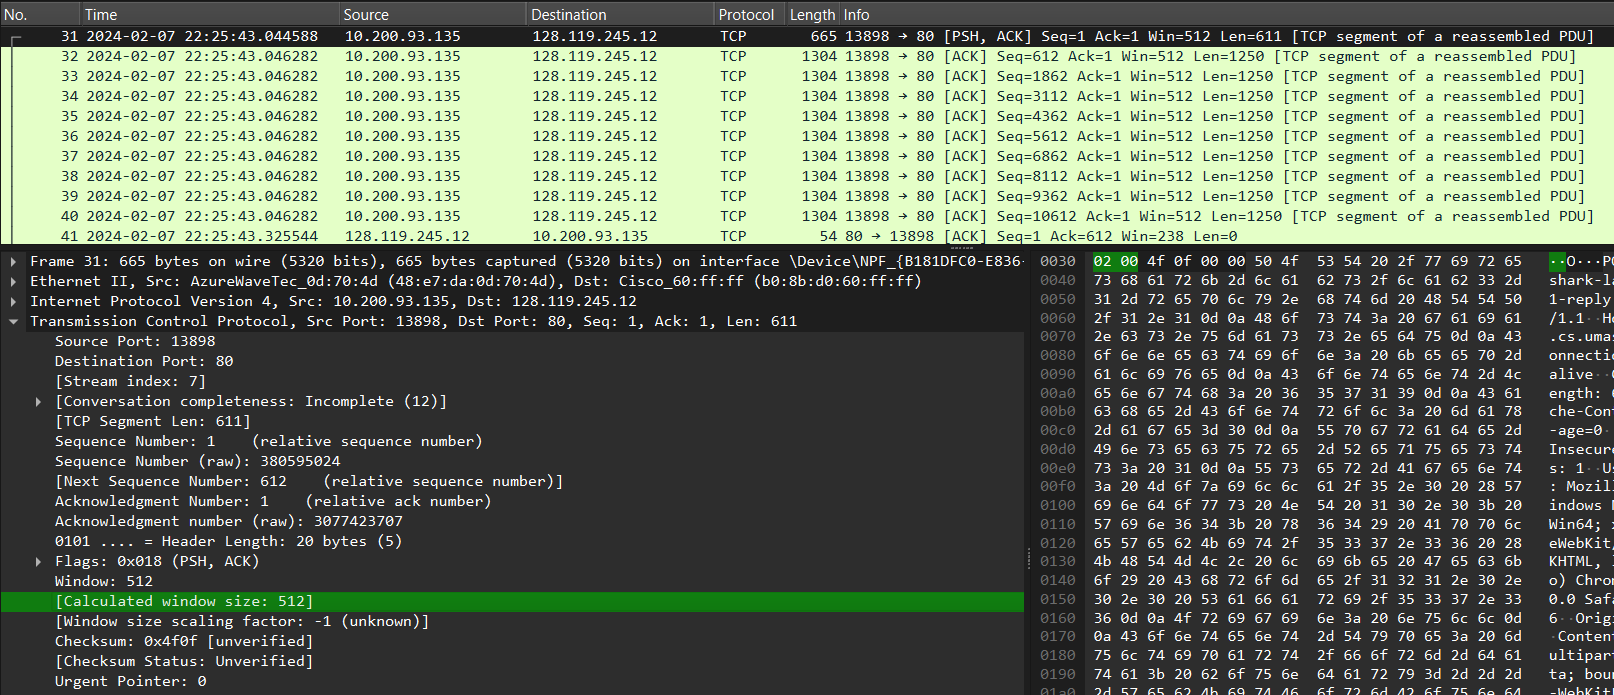 No. Time Source Destination Protocol Length Info
31 2024-02-07 22:25:43.044588 10.200.93.135 128.119.245.12 TCP 665 13898 → 80 [PSH, ACK] Seq=1 Ack=1 Win=512 Len=611 [TCP segment of a reassembled PDU]
32 2024-02-07 22:25:43.046282 10.200.93.135 128.119.245.12 TCP 1304 13898 → 80 [ACK] Seq=612 Ack=1 Win=512 Len=1250 [TCP segment of a reassembled PDU]
33 2024-02-07 22:25:43.046282 10.200.93.135 128.119.245.12 TCP 1304 13898 → 80 [ACK] Seq=1862 Ack=1 Win=512 Len=1250 [TCP segment of a reassembled PDU]
34 2024-02-07 22:25:43.046282 10.200.93.135 128.119.245.12 TCP 1304 13898 → 80 [ACK] Seq=3112 Ack=1 Win=512 Len=1250 [TCP segment of a reassembled PDU]
35 2024-02-07 22:25:43.046282 10.200.93.135 128.119.245.12 TCP 1304 13898 → 80 [ACK] Seq=4362 Ack=1 Win=512 Len=1250 [TCP segment of a reassembled PDU]
36 2024-02-07 22:25:43.046282 10.200.93.135 128.119.245.12 TCP 1304 13898 → 80 [ACK] Seq=5612 Ack=1 Win=512 Len=1250 [TCP segment of a reassembled PDU]
37 2024-02-07 22:25:43.046282 10.200.93.135 128.119.245.12 TCP 1304 13898 → 80 [ACK] Seq=6862 Ack=1 Win=512 Len=1250 [TCP segment of a reassembled PDU]
38 2024-02-07 22:25:43.046282 10.200.93.135 128.119.245.12 TCP 1304 13898 → 80 [ACK] Seq=8112 Ack=1 Win=512 Len=1250 [TCP segment of a reassembled PDU]
39 2024-02-07 22:25:43.046282 10.200.93.135 128.119.245.12 TCP 1304 13898 → 80 [ACK] Seq=9362 Ack=1 Win=512 Len=1250 [TCP segment of a reassembled PDU]
40 2024-02-07 22:25:43.046282 10.200.93.135 128.119.245.12 TCP 1304 13898 → 80 [ACK] Seq=10612 Ack=1 Win=512 Len=1250 [TCP segment of a reassembled PDU]
41 2024-02-07 22:25:43.325544 128.119.245.12 10.200.93.135 TCP 54 80 → 13898 [ACK] Seq=1 Ack=612 Win=238 Len=0
Frame 31: 665 bytes on wire (5320 bits), 665 bytes captured (5320 bits) on interface \Device\NPF_{B181DFC0-E836-
Ethernet II, Src: AzureWaveTec_0d:70:4d (48:e7:da:0d:70:4d), Dst: Cisco_60:ff:ff (b0:8b:d0:60:ff:ff)
Internet Protocol Version 4, Src: 10.200.93.135, Dst: 128.119.245.12
Transmission Control Protocol, Src Port: 13898, Dst Port: 80, Seq: 1, Ack: 1, Len: 611
Source Port: 13898
Destination Port: 80
[Stream index: 7]
[Conversation completeness: Incomplete (12)]
[TCP Segment Len: 611]
Sequence Number: 1    (relative sequence number)
Sequence Number (raw): 380595024
[Next Sequence Number: 612    (relative sequence number)]
Acknowledgment Number: 1    (relative ack number)
Acknowledgment number (raw): 3077423707
0101 .... = Header Length: 20 bytes (5)
Flags: 0x018 (PSH, ACK)
Window: 512
[Calculated window size: 512]
[Window size scaling factor: -1 (unknown)]
Checksum: 0x4f0f [unverified]
[Checksum Status: Unverified]
Urgent Pointer: 0
0030 02 00 4f 0f 00 00 50 4f 53 54 20 2f 77 69 72 65 ··O···PO
0040 73 68 61 72 6b 2d 6c 61 62 73 2f 6c 61 62 33 2d shark-la
0050 31 2d 72 65 70 6c 79 2e 68 74 6d 20 48 54 54 50 1-reply.
0060 2f 31 2e 31 0d 0a 48 6f 73 74 3a 20 67 61 69 61 /1.1··Ho
0070 2e 63 73 2e 75 6d 61 73 73 2e 65 64 75 0d 0a 43 .cs.umas
0080 6f 6e 6e 65 63 74 69 6f 6e 3a 20 6b 65 65 70 2d onnectio
0090 61 6c 69 76 65 0d 0a 43 6f 6e 74 65 6e 74 2d 4c alive··C
00a0 65 6e 67 74 68 3a 20 36 35 37 31 39 0d 0a 43 61 ength: 6
00b0 63 68 65 2d 43 6f 6e 74 72 6f 6c 3a 20 6d 61 78 che-Cont
00c0 2d 61 67 65 3d 30 0d 0a 55 70 67 72 61 64 65 2d -age=0··
00d0 49 6e 73 65 63 75 72 65 2d 52 65 71 75 65 73 74 Insecure
00e0 73 3a 20 31 0d 0a 55 73 65 72 2d 41 67 65 6e 74 s: 1··Us
00f0 3a 20 4d 6f 7a 69 6c 6c 61 2f 35 2e 30 20 28 57 : Mozill
0100 69 6e 64 6f 77 73 20 4e 54 20 31 30 2e 30 3b 20 indows N
0110 57 69 6e 36 34 3b 20 78 36 34 29 20 41 70 70 6c Win64; x
0120 65 57 65 62 4b 69 74 2f 35 33 37 2e 33 36 20 28 eWebKit/
0130 4b 48 54 4d 4c 2c 20 6c 69 6b 65 20 47 65 63 6b KHTML, l
0140 6f 29 20 43 68 72 6f 6d 65 2f 31 32 31 2e 30 2e o) Chrom
0150 30 2e 30 20 53 61 66 61 72 69 2f 35 33 37 2e 33 0.0 Safa
0160 36 0d 0a 4f 72 69 67 69 6e 3a 20 6e 75 6c 6c 0d 6··Origi
0170 0a 43 6f 6e 74 65 6e 74 2d 54 79 70 65 3a 20 6d ·Content
0180 75 6c 74 69 70 61 72 74 2f 66 6f 72 6d 2d 64 61 ultipart
0190 74 61 3b 20 62 6f 75 6e 64 61 72 79 3d 2d 2d 2d ta; boun
01a0 2d 57 65 62 4b 69 74 46 6f 72 6d 42 6f 75 6e 64 -WebKitF